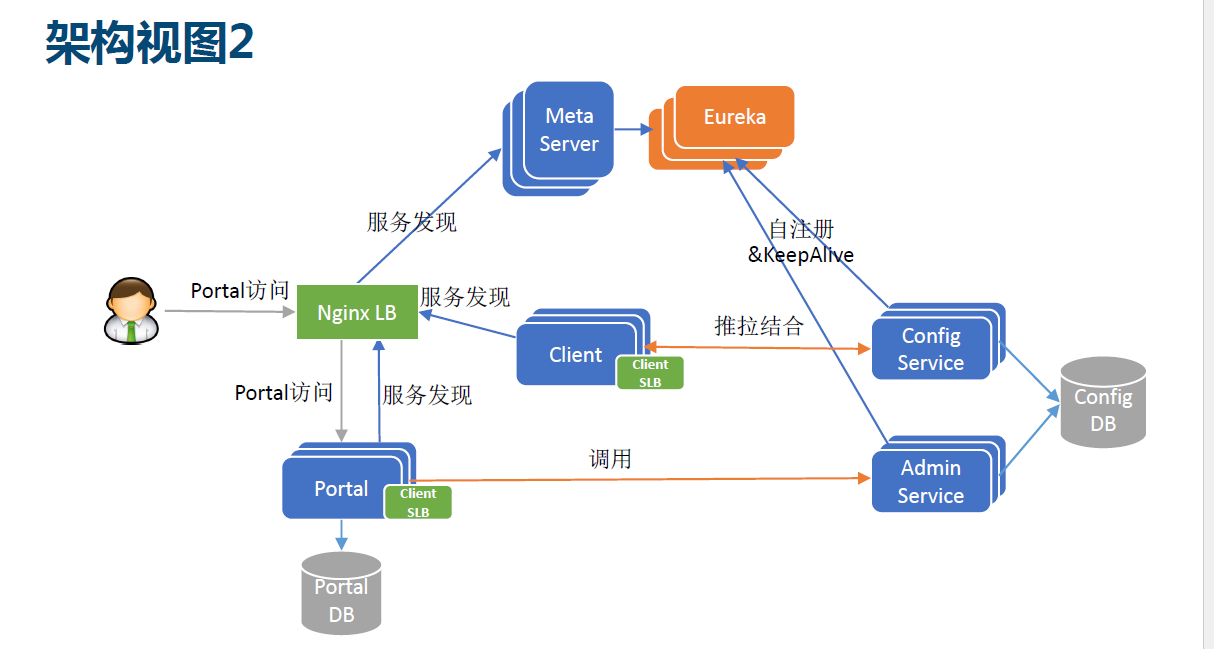 架构视图2
Meta
Server
Eureka
服务发现
自注册
&KeepAlive
Portal访问
Nginx LB
服务发现
Client
Client
SLB
推拉结合
Config
Service
Config
DB
Portal访问
服务发现
Portal
Client
SLB
调用
Admin
Service
Portal
DB